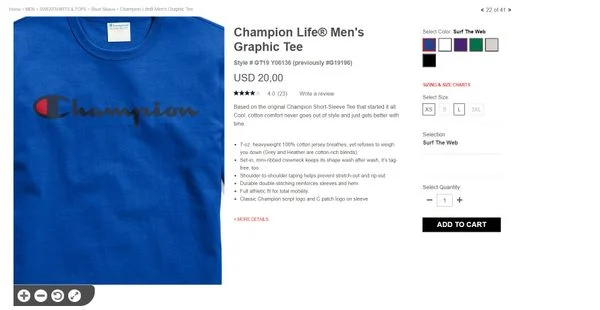 Home > MEN > SWEATSHIRTS & TOPS > Short Sleeve > Champion Life® Men's Graphic Tee
22 of 41
Champion
Champion
Champion Life® Men's
Graphic Tee
Style # GT19 Y06136 (previously #G19196)
USD 20,00
4.0 (23) Write a review
Based on the original Champion Short-Sleeve Tee that started it all.
Cool, cotton comfort never goes out of style and just gets better with
time.
7-oz. heavyweight 100% cotton jersey breathes, yet refuses to weigh
you down (Grey and Heather are cotton-rich blends).
Set-in, mini-ribbed crewneck keeps its shape wash after wash, it's tag-
free, too.
Shoulder-to-shoulder taping helps prevent stretch-out and rip-out.
Durable double-stitching reinforces sleeves and hem.
Full athletic fit for total mobility.
Classic Champion script logo and C patch logo on sleeve
+ MORE DETAILS
Select Color: Surf The Web
SIZING & SIZE CHARTS
Select Size:
XS S L 3XL
Selection
Surf The Web
Select Quantity
1
ADD TO CART